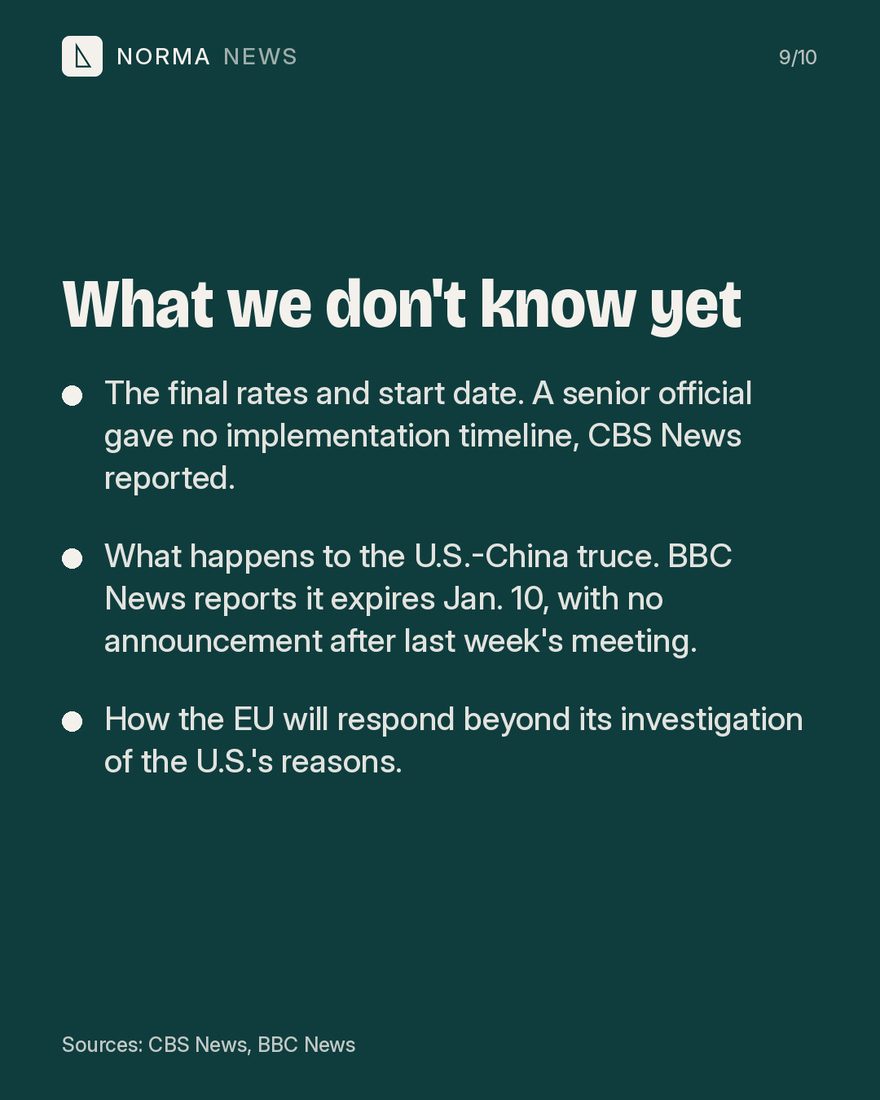 NORMA NEWS
9/10
What we don't know yet
The final rates and start date. A senior official
gave no implementation timeline, CBS News
reported.
What happens to the U.S.-China truce. BBC
News reports it expires Jan. 10, with no
announcement after last week's meeting.
How the EU will respond beyond its investigation
of the U.S.'s reasons.
Sources: CBS News, BBC News